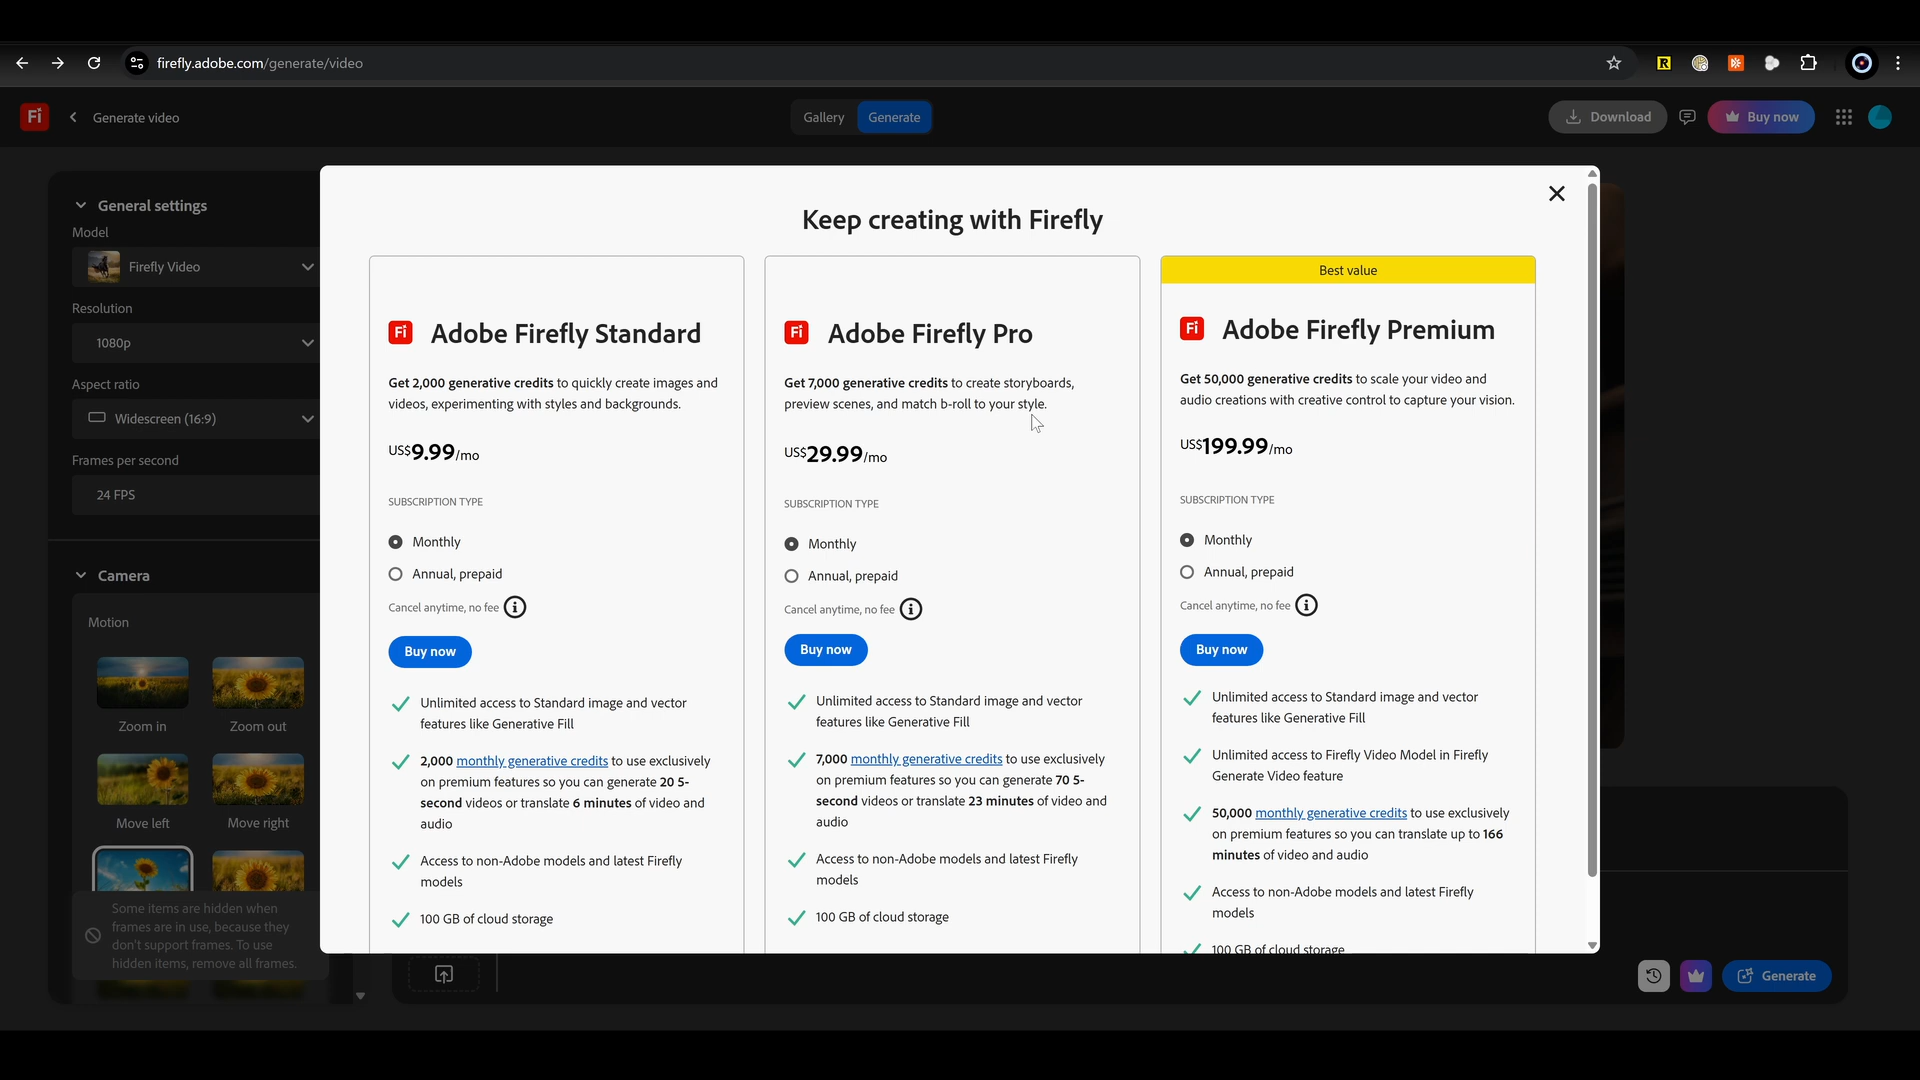 firefly.adobe.com/generate/video
Fi
Generate video
Gallery
Generate
Download
Buy now
General settings
Model
Firefly Video
Resolution
1080p
Aspect ratio
Widescreen (16:9)
Frames per second
24 FPS
Camera
Motion
Zoom in
Zoom out
Move left
Move right
Some items are hidden when
frames are in use, because they
don't support frames. To use
hidden items, remove all frames.
Keep creating with Firefly
Fi Adobe Firefly Standard
Get 2,000 generative credits to quickly create images and
videos, experimenting with styles and backgrounds.
US$9.99/mo
SUBSCRIPTION TYPE
Monthly
Annual, prepaid
Cancel anytime, no fee
Buy now
Unlimited access to Standard image and vector
features like Generative Fill
2,000 monthly generative credits to use exclusively
on premium features so you can generate 20 5-
second videos or translate 6 minutes of video and
audio
Access to non-Adobe models and latest Firefly
models
100 GB of cloud storage
Fi Adobe Firefly Pro
Get 7,000 generative credits to create storyboards,
preview scenes, and match b-roll to your style.
US$29.99/mo
SUBSCRIPTION TYPE
Monthly
Annual, prepaid
Cancel anytime, no fee
Buy now
Unlimited access to Standard image and vector
features like Generative Fill
7,000 monthly generative credits to use exclusively
on premium features so you can generate 70 5-
second videos or translate 23 minutes of video and
audio
Access to non-Adobe models and latest Firefly
models
100 GB of cloud storage
Best value
Fi Adobe Firefly Premium
Get 50,000 generative credits to scale your video and
audio creations with creative control to capture your vision.
US$199.99/mo
SUBSCRIPTION TYPE
Monthly
Annual, prepaid
Cancel anytime, no fee
Buy now
Unlimited access to Standard image and vector
features like Generative Fill
Unlimited access to Firefly Video Model in Firefly
Generate Video feature
50,000 monthly generative credits to use exclusively
on premium features so you can translate up to 166
minutes of video and audio
Access to non-Adobe models and latest Firefly
models
100 GB of cloud storage
Generate